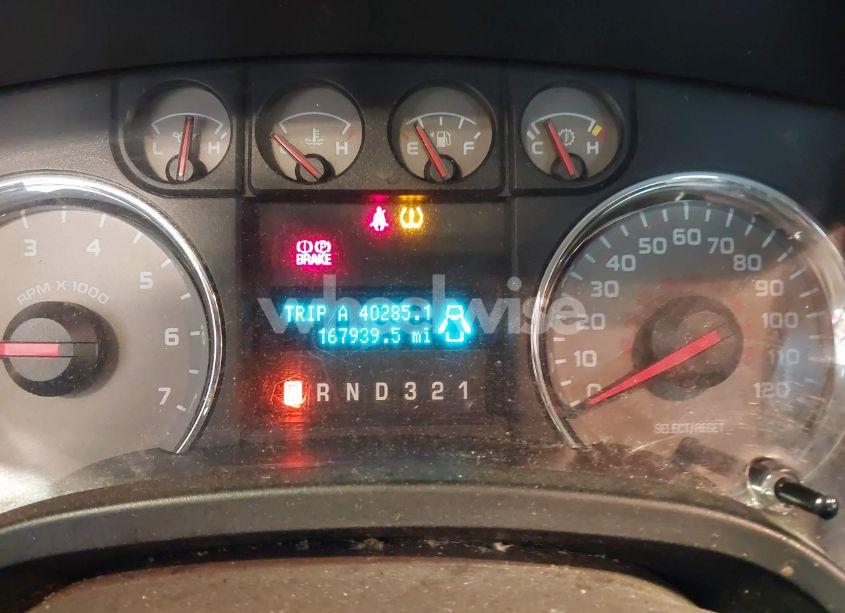 L H
C H
E F
C H
3 4 5 6 7
RPM X 1000
BRAKE
TRIP A 40285.1
167939.5 mi
P R N D 3 2 1
0 10 20 30 40 50 60 70 80 90 100 110 120
SELECT/RESET
wheelwise